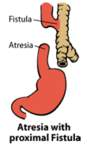 Fistula
Atresia
Atresia with
proximal Fistula